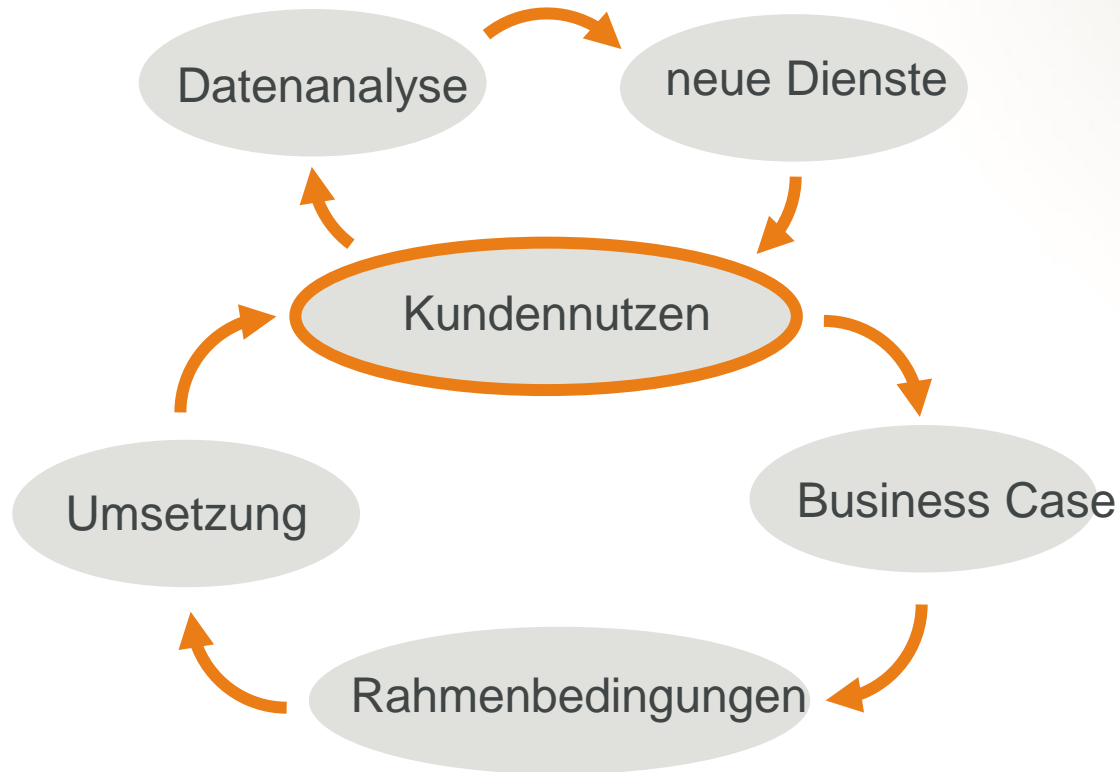 Datenanalyse
neue Dienste
Kundennutzen
Umsetzung
Business Case
Rahmenbedingungen